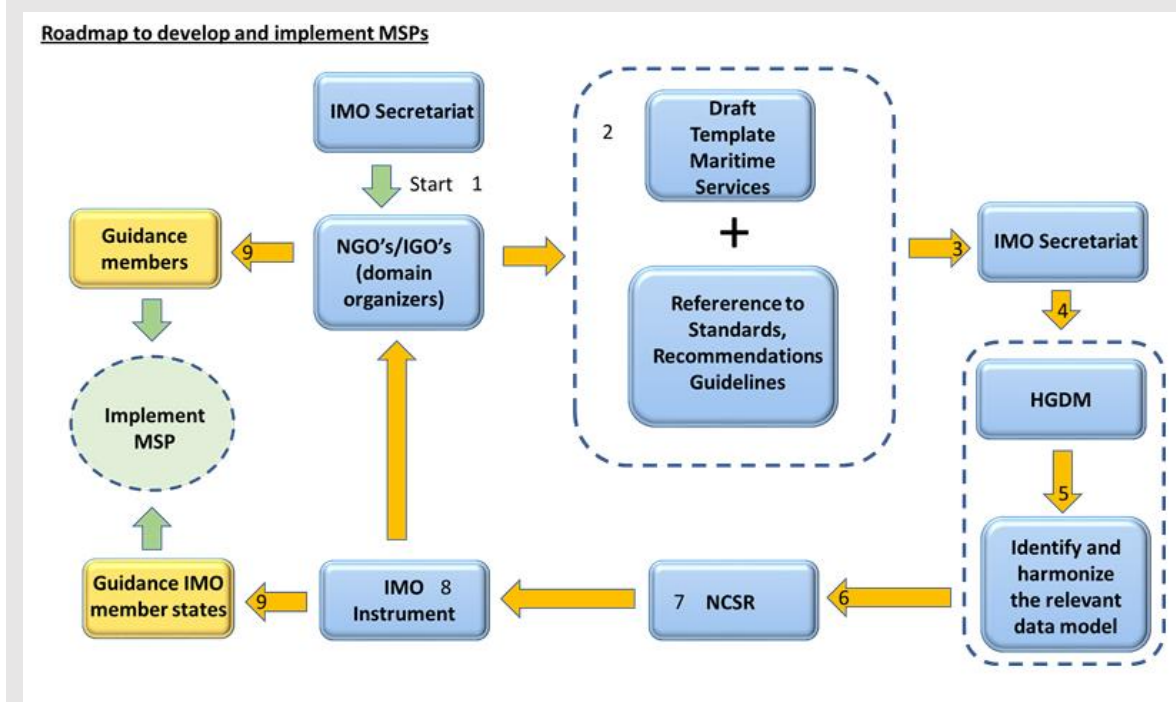 Roadmap to develop and implement MSPs
IMO Secretariat
Start 1
2
Draft
Template
Maritime
Services
+
Refererence to
Standards,
Recommendations
Guidelines
Guidance
members
9
NGO's/IGO's
(domain
organizers)
3
IMO Secretariat
4
HGDM
5
Identify and
harmonize
the relevant
data model
6
7 NCSR
IMO 8
Instrument
9
Guidance IMO
member states
Implement
MSP